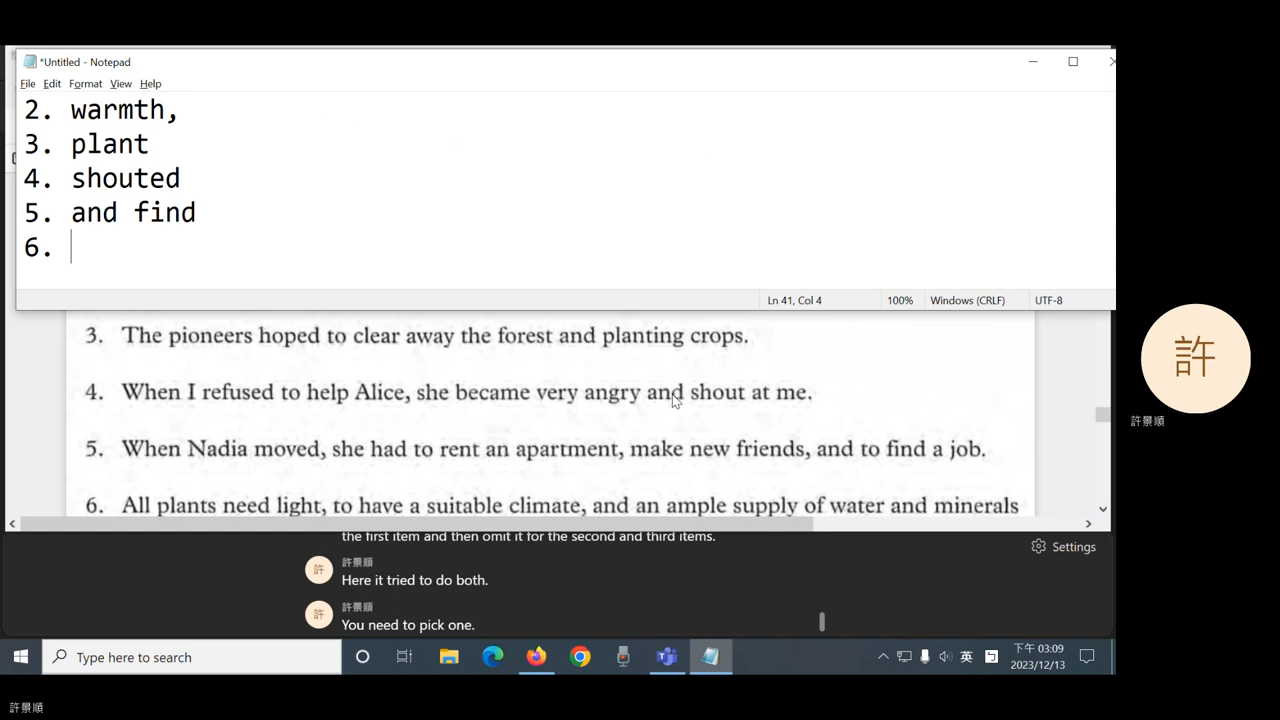 *Untitled - Notepad
File Edit Format View Help
2. warmth,
3. plant
4. shouted
5. and find
6.
Ln 41, Col 4 100% Windows (CRLF) UTF-8
3. The pioneers hoped to clear away the forest and planting crops.
4. When I refused to help Alice, she became very angry and shout at me.
5. When Nadia moved, she had to rent an apartment, make new friends, and to find a job.
6. All plants need light, to have a suitable climate, and an ample supply of water and minerals
the first item and then omit it for the second and third items.
許 許景順
Here it tried to do both.
許 許景順
You need to pick one.
Settings
許
許景順
Type here to search
英
下午 03:09
2023/12/13
許景順